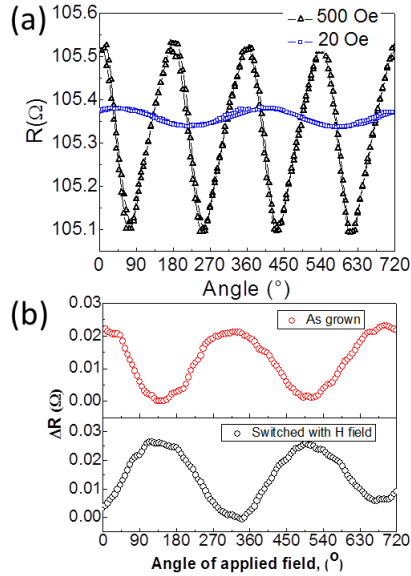 (a)
500 Oe
20 Oe
105.6
105.5
105.4
105.3
105.2
105.1
105.0
R(Ω)
0 90 180 270 360 450 540 630 720
Angle (°)
(b)
0.03
0.02
0.01
0.00
As grown
ΔR (Ω)
0.03
0.02
0.01
0.00
Switched with H field
0 90 180 270 360 450 540 630 720
Angle of applied field, (°)